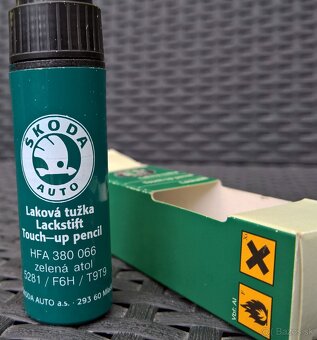 ŠKODA
AUTO
Laková tužka
Lackstift
Touch-up pencil
HFA 380 066
zelená atol
5281 / F6H / T9T9
ŠKODA AUTO a.s. · 293 60 Mla